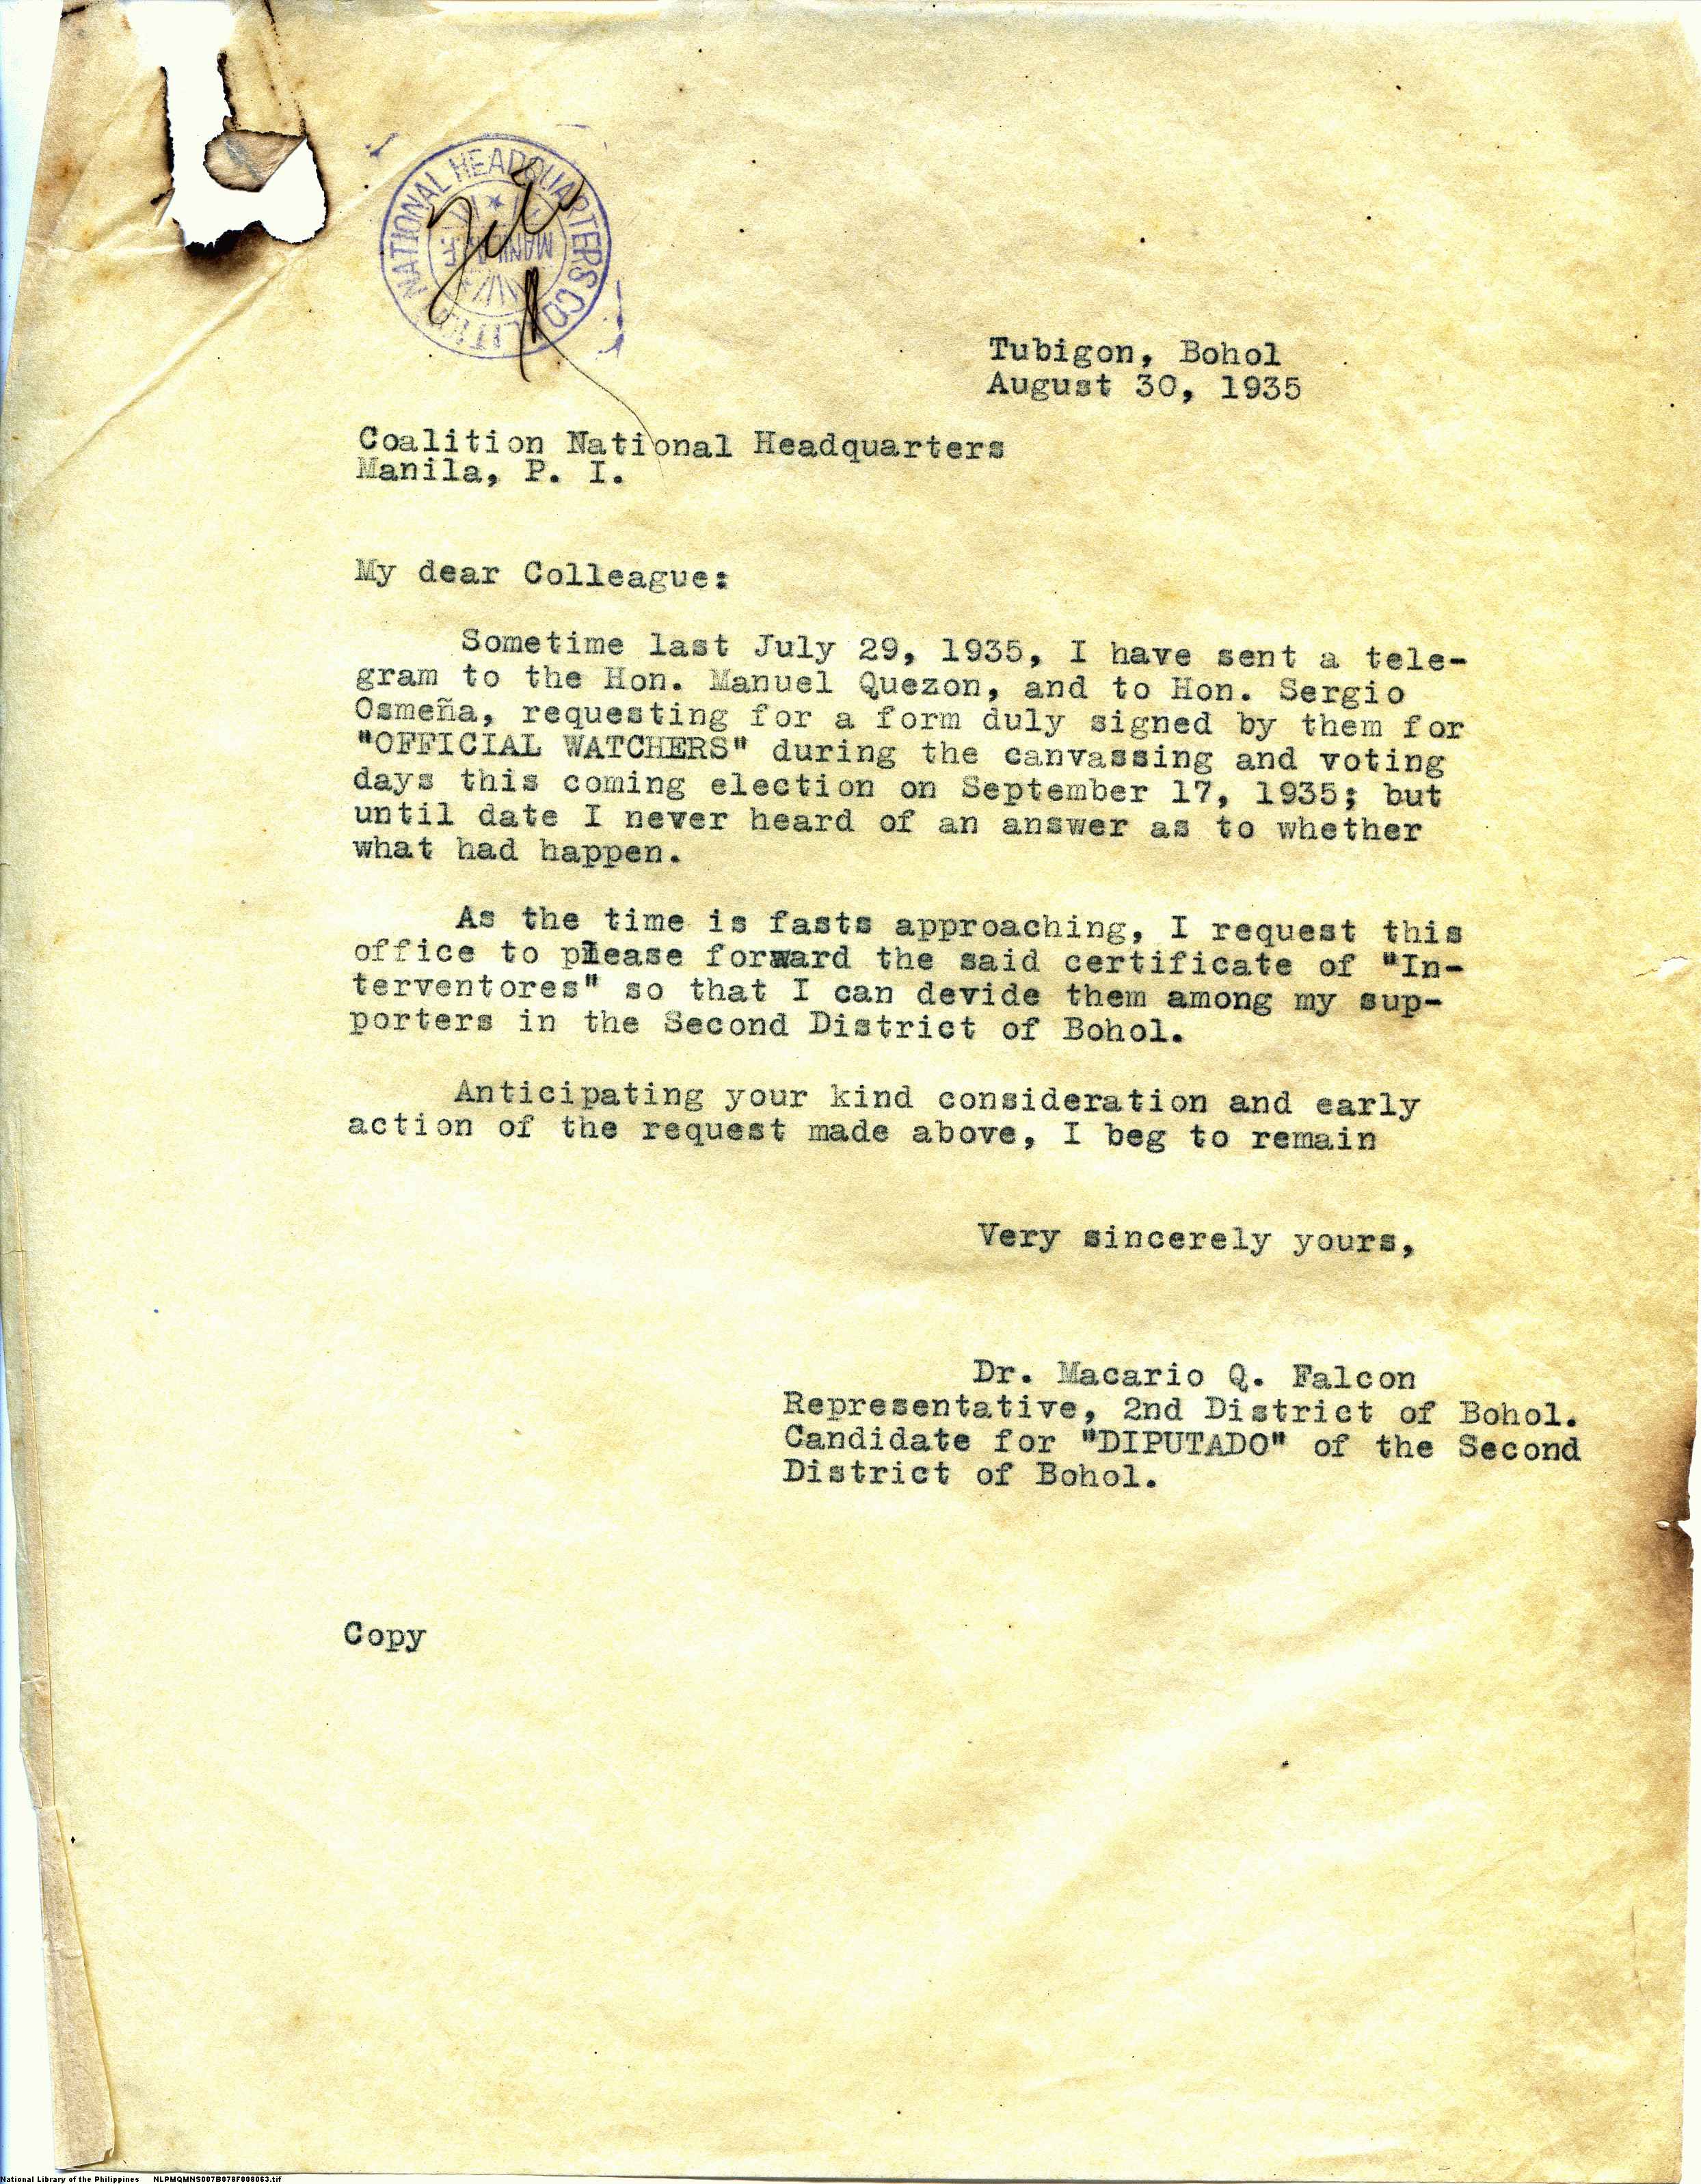 NATIONAL HEADQUARTERS COALITION
MANILA
Tubigon, Bohol
August 30, 1935
Coalition National Headquarters
Manila, P. I.
My dear Colleague:
Sometime last July 29, 1935, I have sent a tele-
gram to the Hon. Manuel Quezon, and to Hon. Sergio
Osmeña, requesting for a form duly signed by them for
"OFFICIAL WATCHERS" during the canvassing and voting
days this coming election on September 17, 1935; but
until date I never heard of an answer as to whether
what had happen.
As the time is fasts approaching, I request this
office to please forward the said certificate of "In-
terventores" so that I can devide them among my sup-
porters in the Second District of Bohol.
Anticipating your kind consideration and early
action of the request made above, I beg to remain
Very sincerely yours,
Dr. Macario Q. Falcon
Representative, 2nd District of Bohol.
Candidate for "DIPUTADO" of the Second
District of Bohol.
Copy
National Library of the Philippines NLPMQMNS007B078F008063.tif